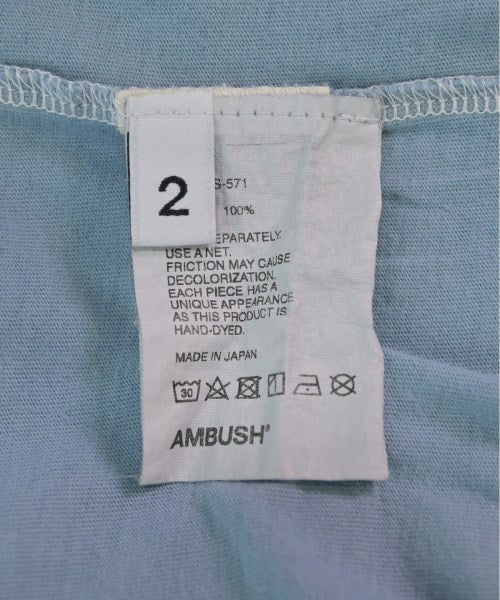 2
S-571
100%
EPARATELY.
USE A NET.
FRICTION MAY CAUSE
DECOLORIZATION.
EACH PIECE HAS A
UNIQUE APPEARANCE
AS THIS PRODUCT IS
HAND-DYED.
MADE IN JAPAN
30
AMBUSH®